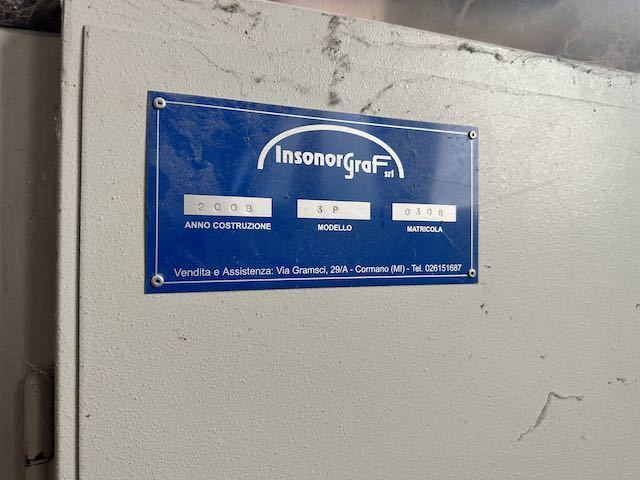 InsonorGraF srl
2008 3P 0308
ANNO COSTRUZIONE MODELLO MATRICOLA
Vendita e Assistenza: Via Gramsci, 29/A - Cormano (MI) - Tel. 026151687